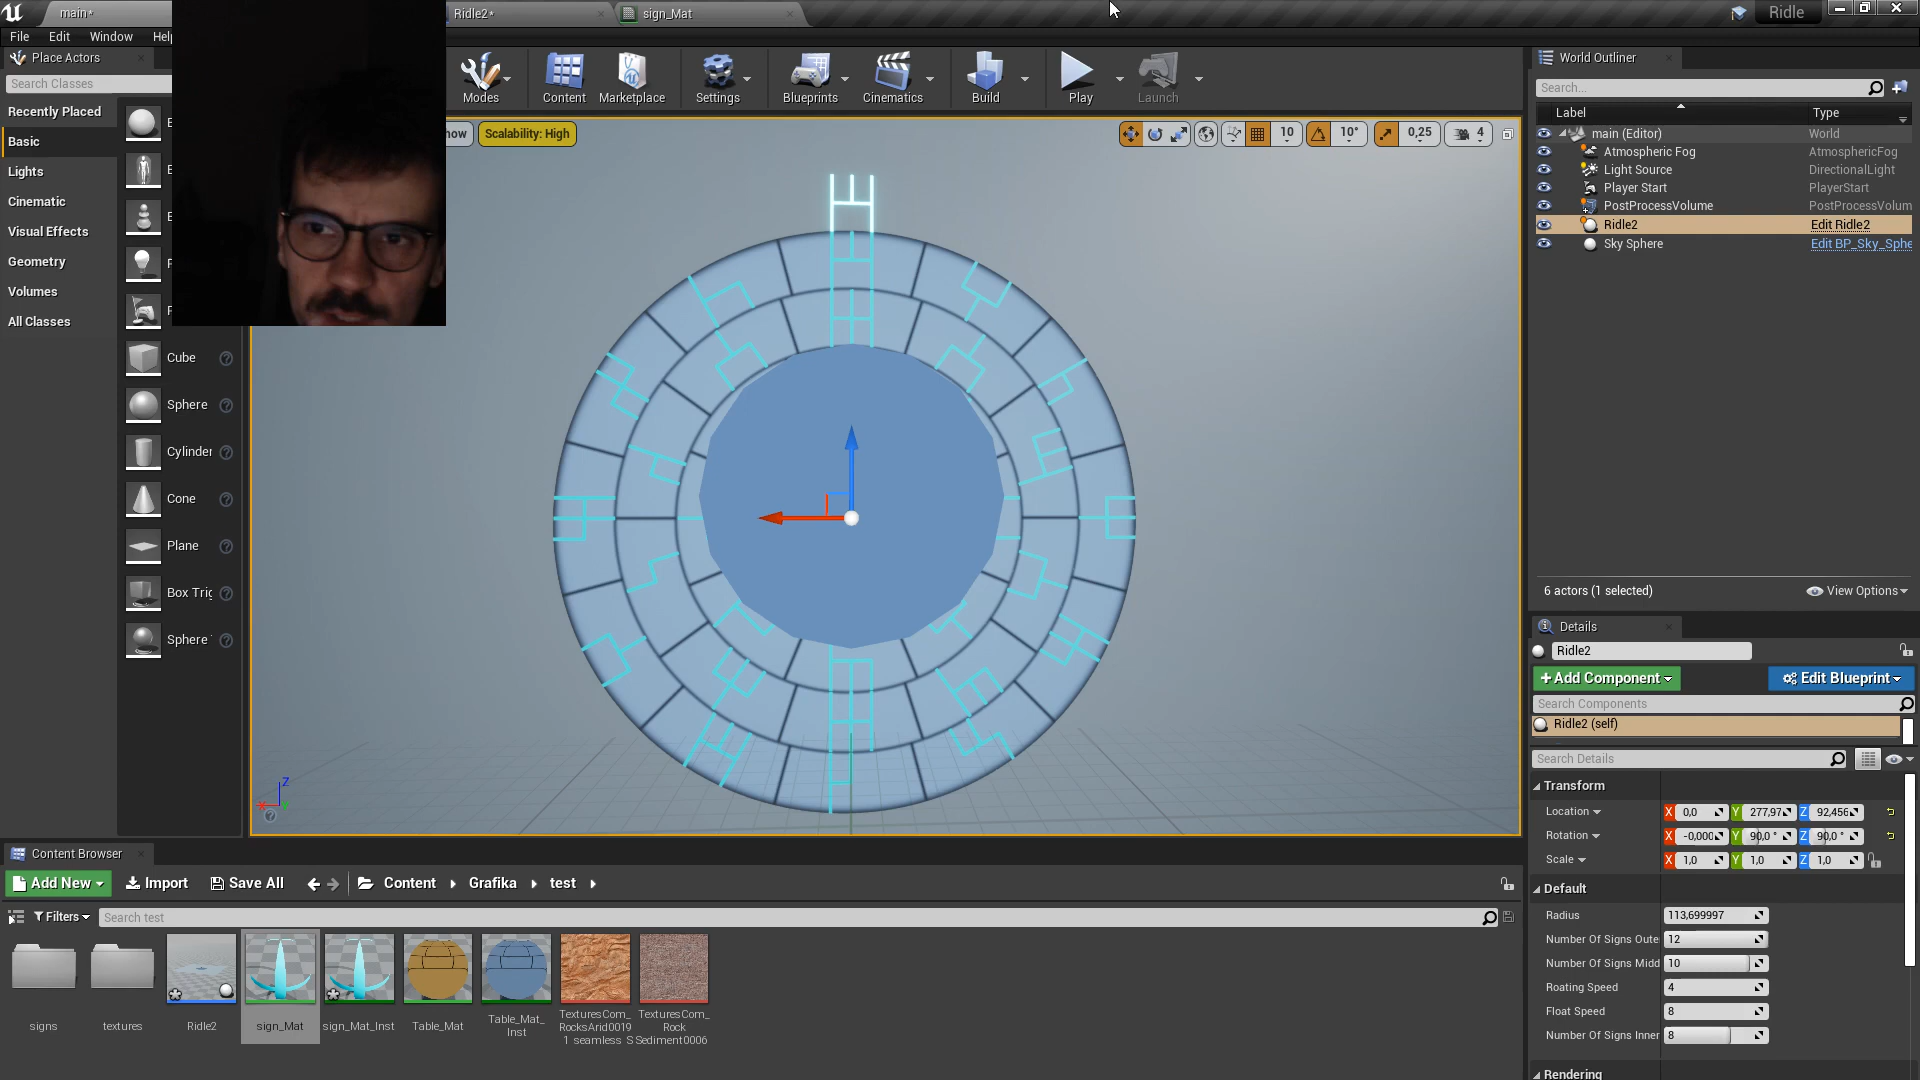 main*
Ridle2*
sign_Mat
Ridle
File
Edit
Window
Help
Place Actors
Search Classes
Recently Placed
Basic
Lights
Cinematic
Visual Effects
Geometry
Volumes
All Classes
Cube
Sphere
Cylinder
Cone
Plane
Box Trig
Sphere
Modes
Content
Marketplace
Settings
Blueprints
Cinematics
Build
Play
Launch
how
Scalability: High
10
10°
0,25
4
Z
X
Y
World Outliner
Search...
Label
Type
main (Editor)
World
Atmospheric Fog
AtmosphericFog
Light Source
DirectionalLight
Player Start
PlayerStart
PostProcessVolume
PostProcessVolum
Ridle2
Edit Ridle2
Sky Sphere
Edit BP_Sky_Sphe
6 actors (1 selected)
View Options
Details
Ridle2
+Add Component
Edit Blueprint
Search Components
Ridle2 (self)
Search Details
Transform
Location
X 0,0
Y 277,97
Z 92,456
Rotation
X -0,000
Y 90,0 °
Z 90,0 °
Scale
X 1,0
Y 1,0
Z 1,0
Default
Radius
113,699997
Number Of Signs Oute
12
Number Of Signs Midd
10
Roating Speed
4
Float Speed
8
Number Of Signs Inner
8
Rendering
Content Browser
Add New
Import
Save All
Content
Grafika
test
Filters
Search test
signs
textures
Ridle2
sign_Mat
sign_Mat_Inst
Table_Mat
Table_Mat_
Inst
TexturesCom_
RocksArid0019
1_seamless_S
TexturesCom_
Rock
Sediment0006